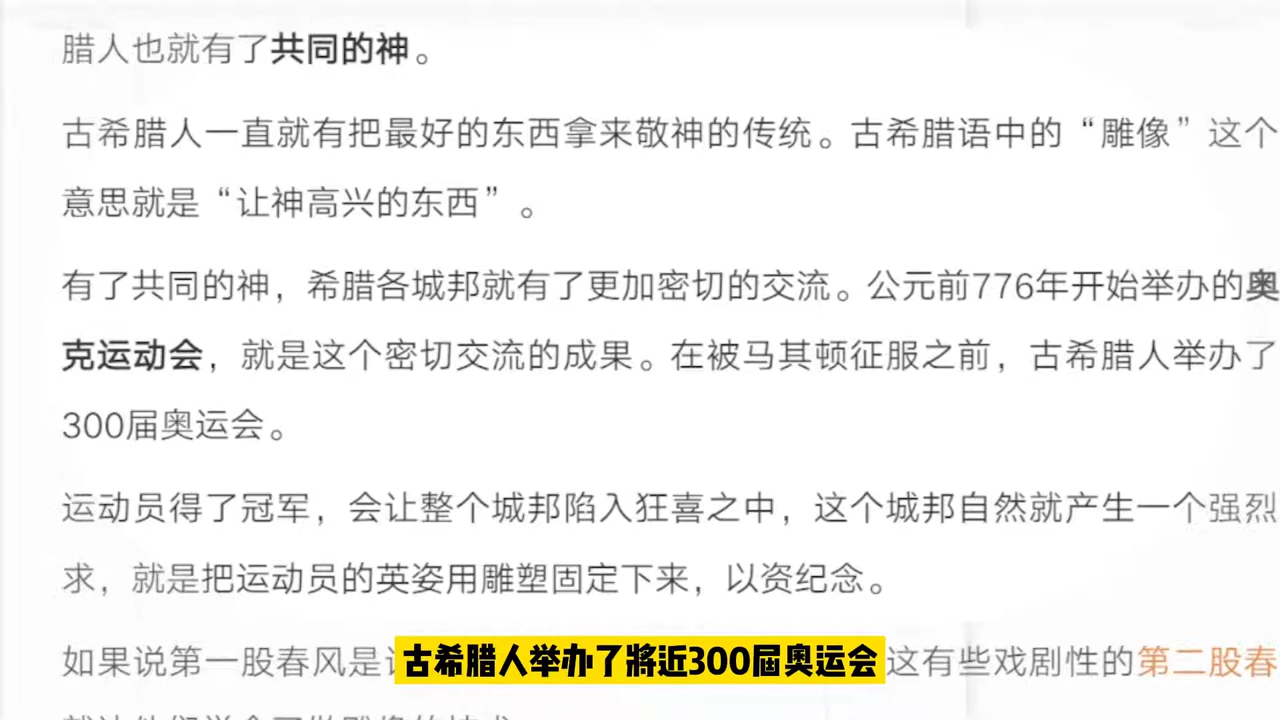 腊人也就有了共同的神。
古希腊人一直就有把最好的东西拿来敬神的传统。古希腊语中的“雕像”这个
意思就是“让神高兴的东西”。
有了共同的神，希腊各城邦就有了更加密切的交流。公元前776年开始举办的奥
克运动会，就是这个密切交流的成果。在被马其顿征服之前，古希腊人举办了
300届奥运会。
运动员得了冠军，会让整个城邦陷入狂喜之中，这个城邦自然就产生一个强烈
求，就是把运动员的英姿用雕塑固定下来，以资纪念。
如果说第一股春风是
这有些戏剧性的第二股春
古希腊人举办了將近300屆奥运会